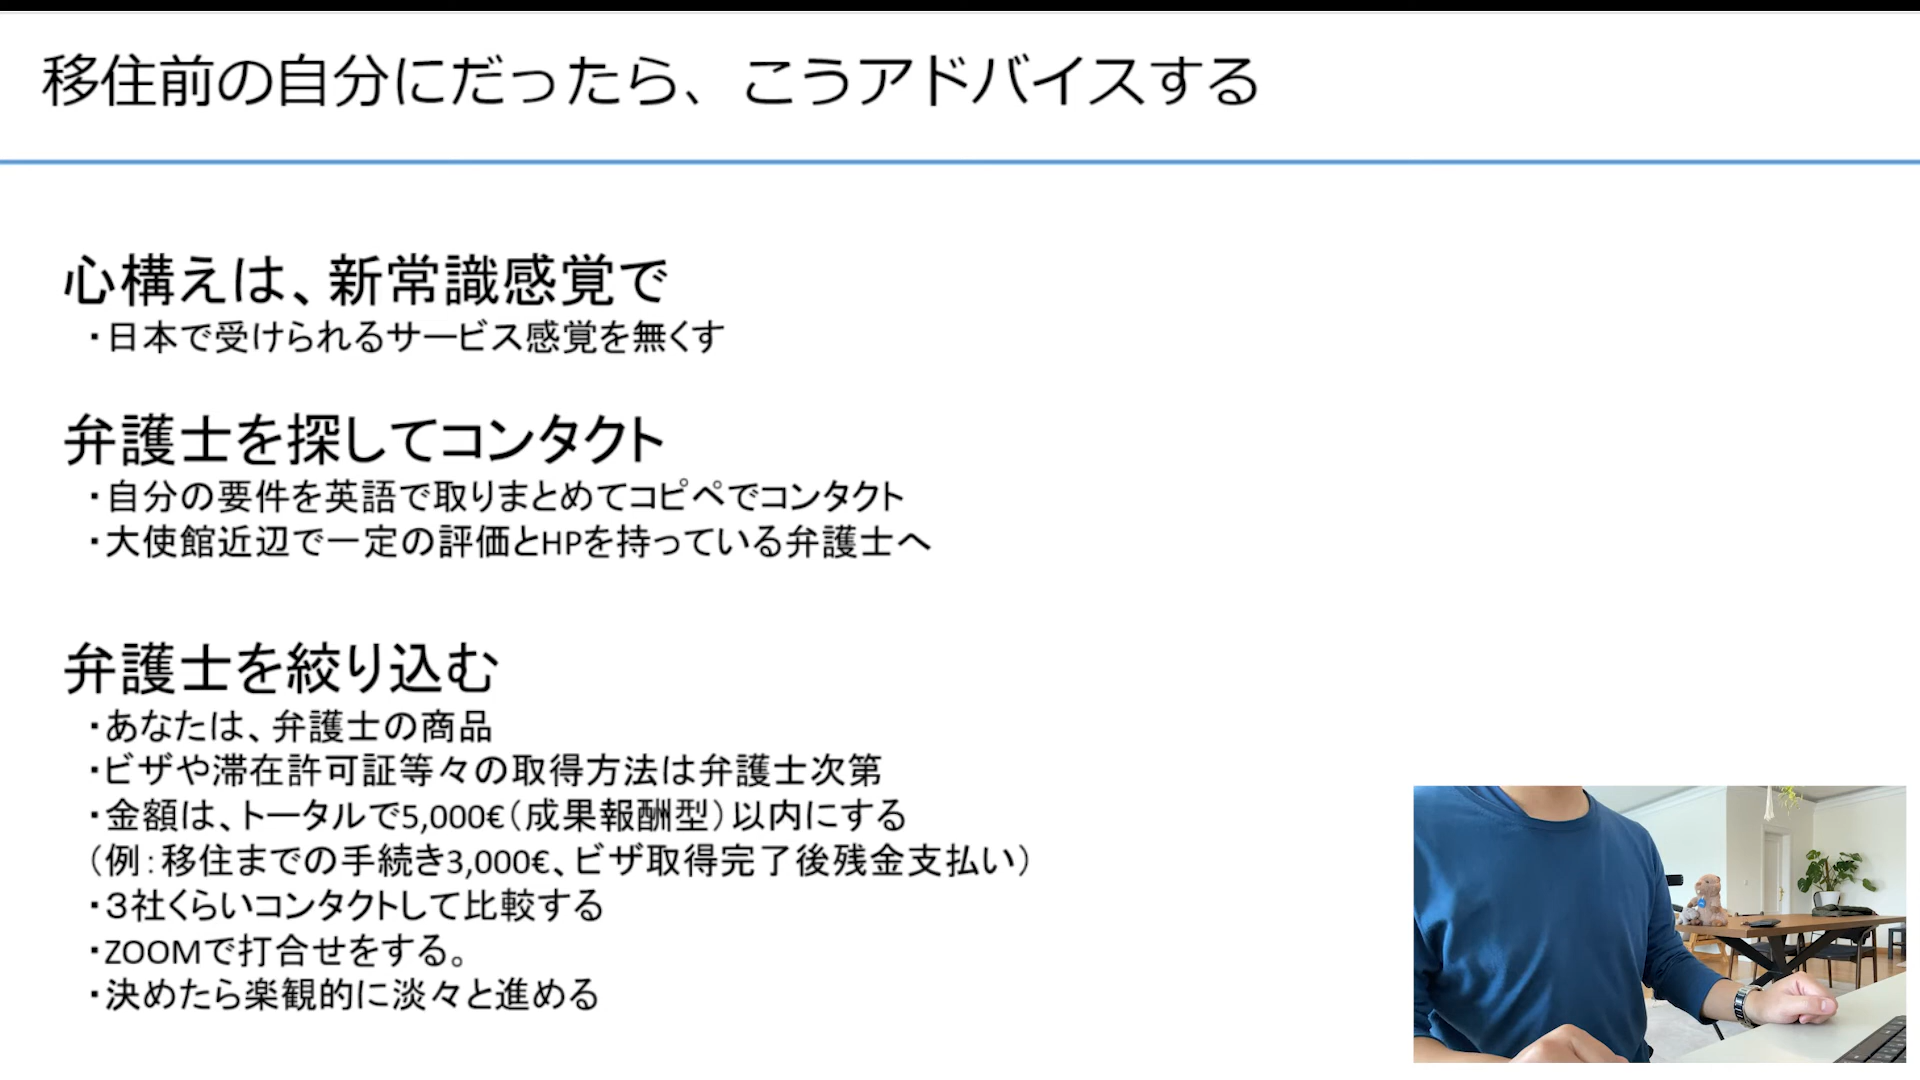 移住前の自分にだったら、こうアドバイスする
心構えは、新常識感覚で
・日本で受けられるサービス感覚を無くす
弁護士を探してコンタクト
・自分の要件を英語で取りまとめてコピペでコンタクト
・大使館近辺で一定の評価とHPを持っている弁護士へ
弁護士を絞り込む
・あなたは、弁護士の商品
・ビザや滞在許可証等々の取得方法は弁護士次第
・金額は、トータルで5,000€（成果報酬型）以内にする
（例：移住までの手続き3,000€、ビザ取得完了後残金支払い）
・３社くらいコンタクトして比較する
・ZOOMで打合せをする。
・決めたら楽観的に淡々と進める